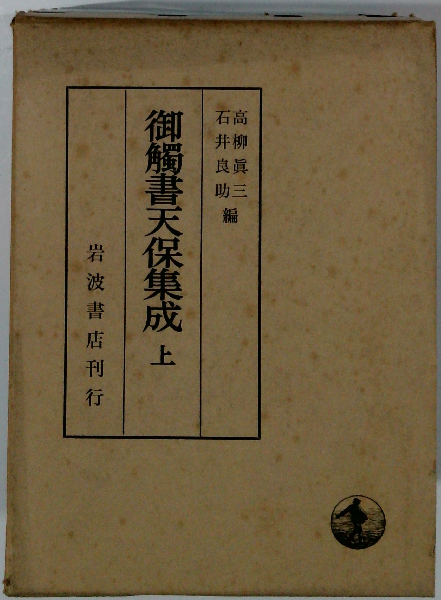 高柳眞三
石井良助 編
御觸書天保集成 上
岩波書店刊行